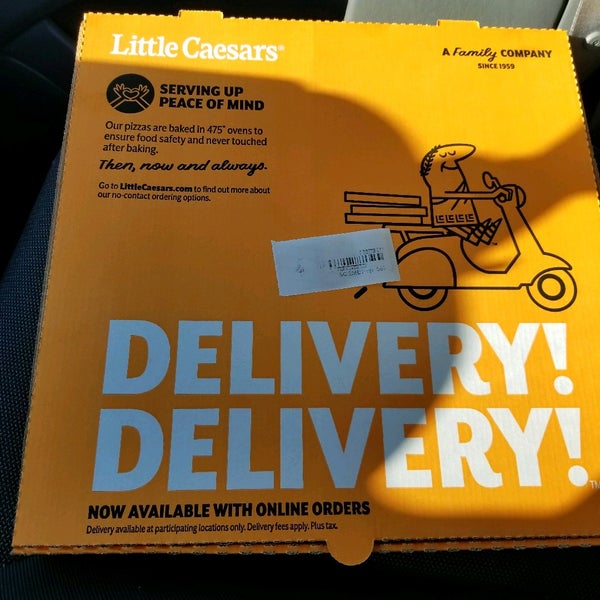 Little Caesars®
A Family COMPANY
SINCE 1959
SERVING UP
PEACE OF MIND
Our pizzas are baked in 475° ovens to
ensure food safety and never touched
after baking.
Then, now and always.
Go to LittleCaesars.com to find out more about
our no-contact ordering options.
DELIVERY!
DELIVERY!™
NOW AVAILABLE WITH ONLINE ORDERS
Delivery available at participating locations only. Delivery fees apply. Plus tax.